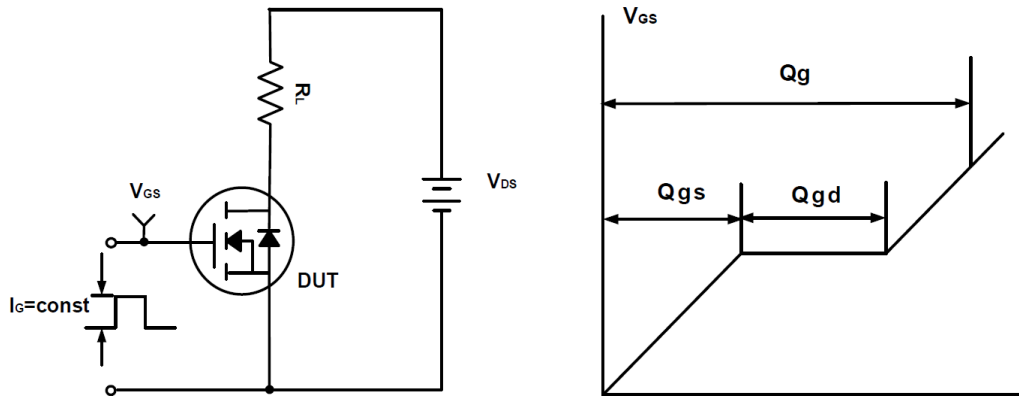 RL
VDS
VGS
DUT
IG=const
VGS
Qg
Qgs
Qgd